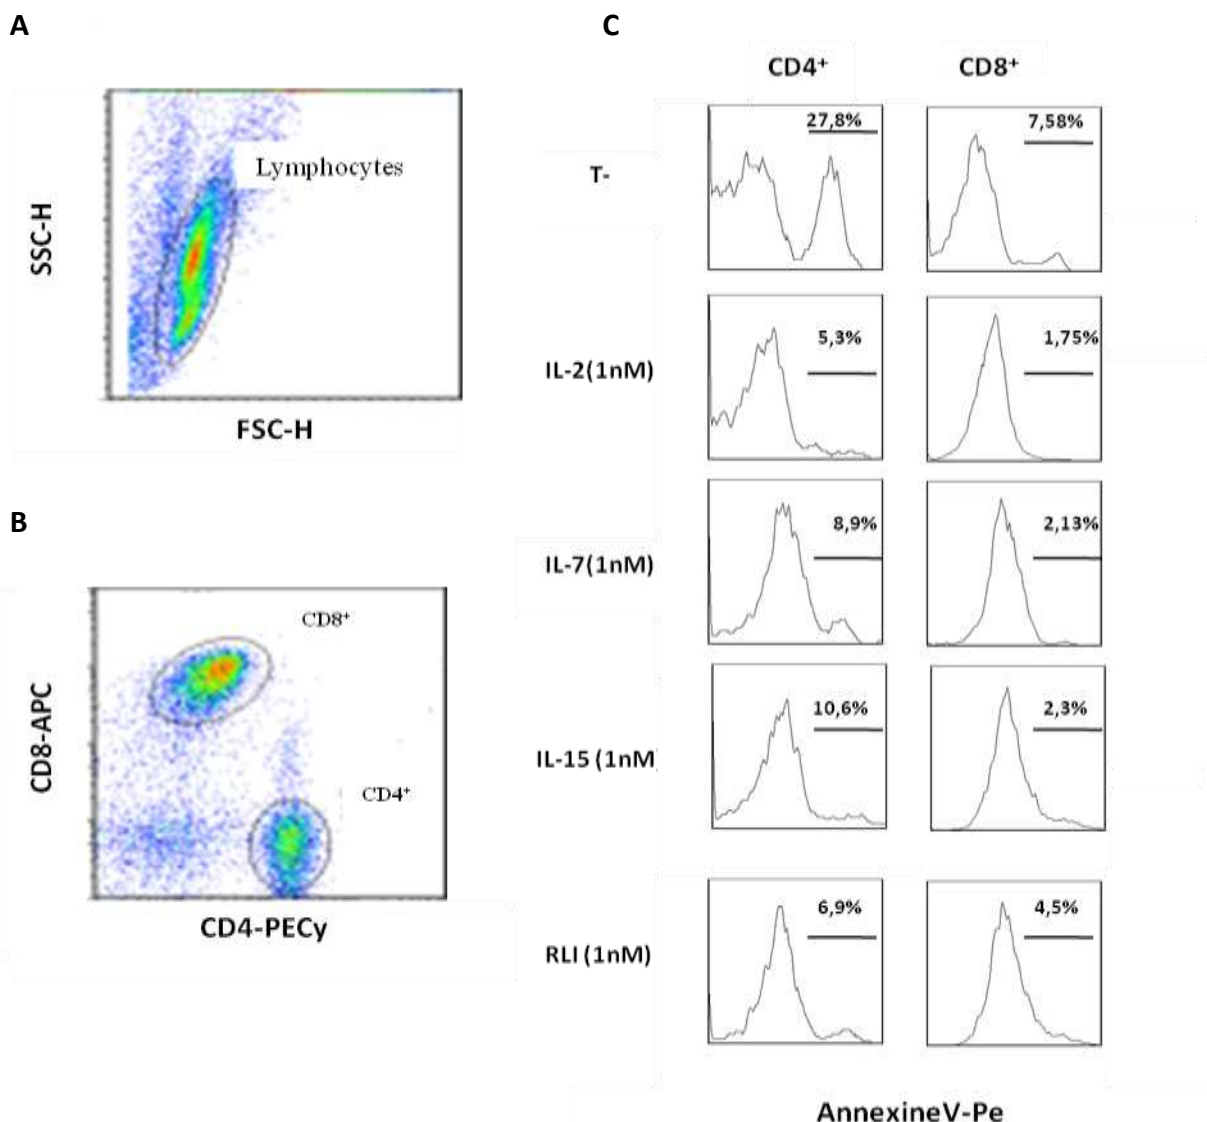 A
SSC-H
Lymphocytes
FSC-H
B
CD8-APC
CD8⁺
CD4⁺
CD4-PECy
C
CD4⁺
CD8⁺
T-
27,8%
7,58%
IL-2(1nM)
5,3%
1,75%
IL-7(1nM)
8,9%
2,13%
IL-15 (1nM
10,6%
2,3%
RLI (1nM)
6,9%
4,5%
AnnexineV-Pe